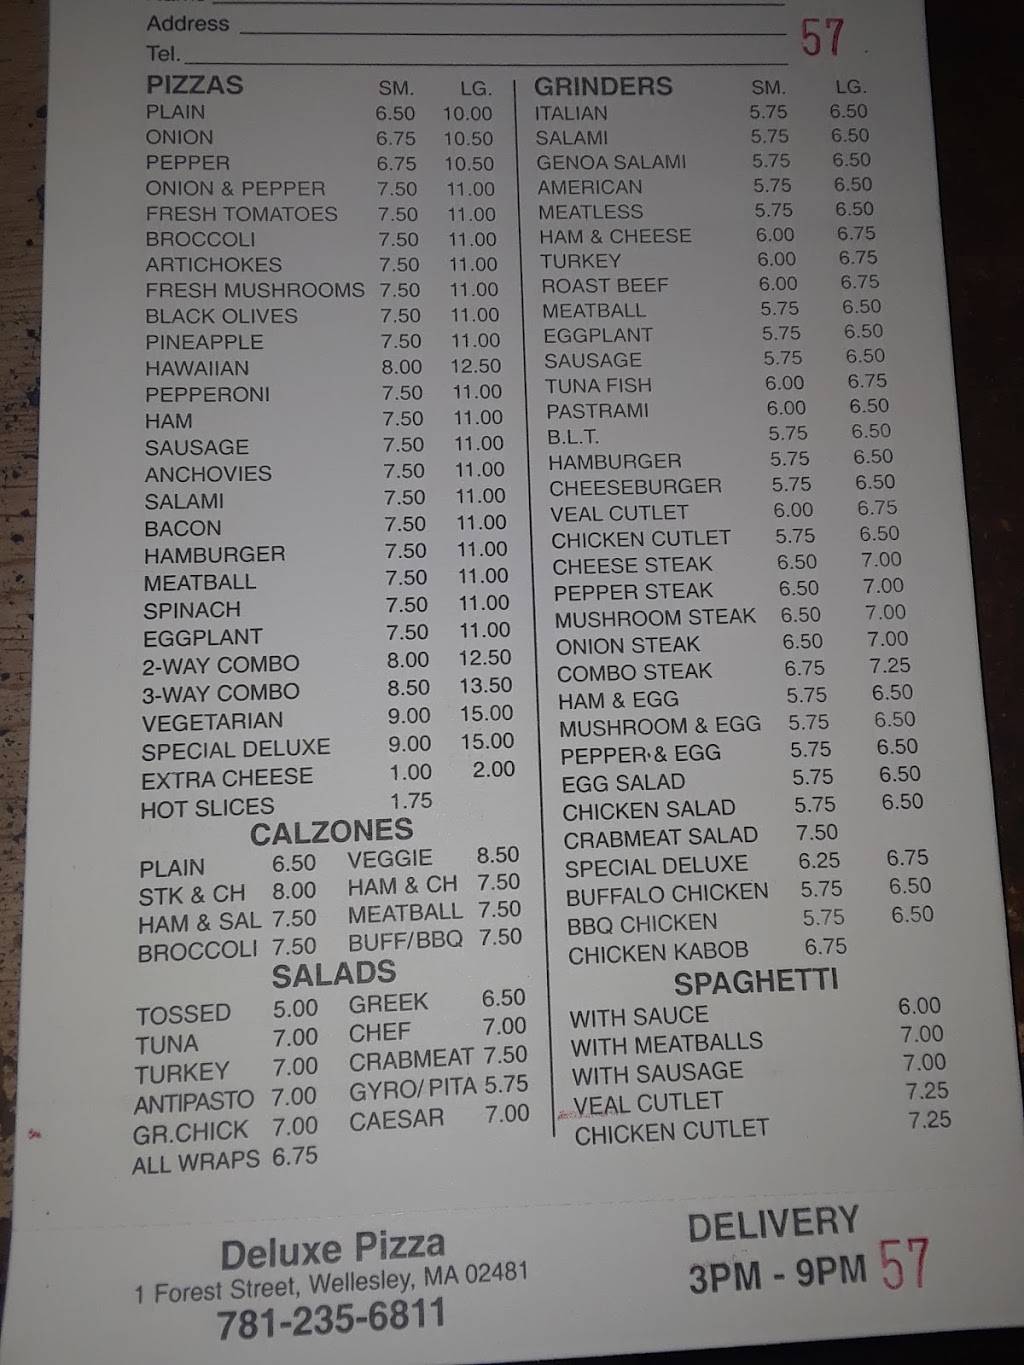 Address
57
Tel.
PIZZAS SM. LG.
PLAIN 6.50 10.00
ONION 6.75 10.50
PEPPER 6.75 10.50
ONION & PEPPER 7.50 11.00
FRESH TOMATOES 7.50 11.00
BROCCOLI 7.50 11.00
ARTICHOKES 7.50 11.00
FRESH MUSHROOMS 7.50 11.00
BLACK OLIVES 7.50 11.00
PINEAPPLE 7.50 11.00
HAWAIIAN 8.00 12.50
PEPPERONI 7.50 11.00
HAM 7.50 11.00
SAUSAGE 7.50 11.00
ANCHOVIES 7.50 11.00
SALAMI 7.50 11.00
BACON 7.50 11.00
HAMBURGER 7.50 11.00
MEATBALL 7.50 11.00
SPINACH 7.50 11.00
EGGPLANT 7.50 11.00
2-WAY COMBO 8.00 12.50
3-WAY COMBO 8.50 13.50
VEGETARIAN 9.00 15.00
SPECIAL DELUXE 9.00 15.00
EXTRA CHEESE 1.00 2.00
HOT SLICES 1.75
CALZONES
PLAIN 6.50 VEGGIE 8.50
STK & CH 8.00 HAM & CH 7.50
HAM & SAL 7.50 MEATBALL 7.50
BROCCOLI 7.50 BUFF/BBQ 7.50
SALADS
TOSSED 5.00 GREEK 6.50
TUNA 7.00 CHEF 7.00
TURKEY 7.00 CRABMEAT 7.50
ANTIPASTO 7.00 GYRO/PITA 5.75
GR.CHICK 7.00 CAESAR 7.00
ALL WRAPS 6.75
GRINDERS SM. LG.
ITALIAN 5.75 6.50
SALAMI 5.75 6.50
GENOA SALAMI 5.75 6.50
AMERICAN 5.75 6.50
MEATLESS 5.75 6.50
HAM & CHEESE 6.00 6.75
TURKEY 6.00 6.75
ROAST BEEF 6.00 6.75
MEATBALL 5.75 6.50
EGGPLANT 5.75 6.50
SAUSAGE 5.75 6.50
TUNA FISH 6.00 6.75
PASTRAMI 6.00 6.50
B.L.T. 5.75 6.50
HAMBURGER 5.75 6.50
CHEESEBURGER 5.75 6.50
VEAL CUTLET 6.00 6.75
CHICKEN CUTLET 5.75 6.50
CHEESE STEAK 6.50 7.00
PEPPER STEAK 6.50 7.00
MUSHROOM STEAK 6.50 7.00
ONION STEAK 6.50 7.00
COMBO STEAK 6.75 7.25
HAM & EGG 5.75 6.50
MUSHROOM & EGG 5.75 6.50
PEPPER & EGG 5.75 6.50
EGG SALAD 5.75 6.50
CHICKEN SALAD 5.75 6.50
CRABMEAT SALAD 7.50
SPECIAL DELUXE 6.25 6.75
BUFFALO CHICKEN 5.75 6.50
BBQ CHICKEN 5.75 6.50
CHICKEN KABOB 6.75
SPAGHETTI
WITH SAUCE 6.00
WITH MEATBALLS 7.00
WITH SAUSAGE 7.00
VEAL CUTLET 7.25
CHICKEN CUTLET 7.25
Deluxe Pizza
1 Forest Street, Wellesley, MA 02481
781-235-6811
DELIVERY
3PM - 9PM 57